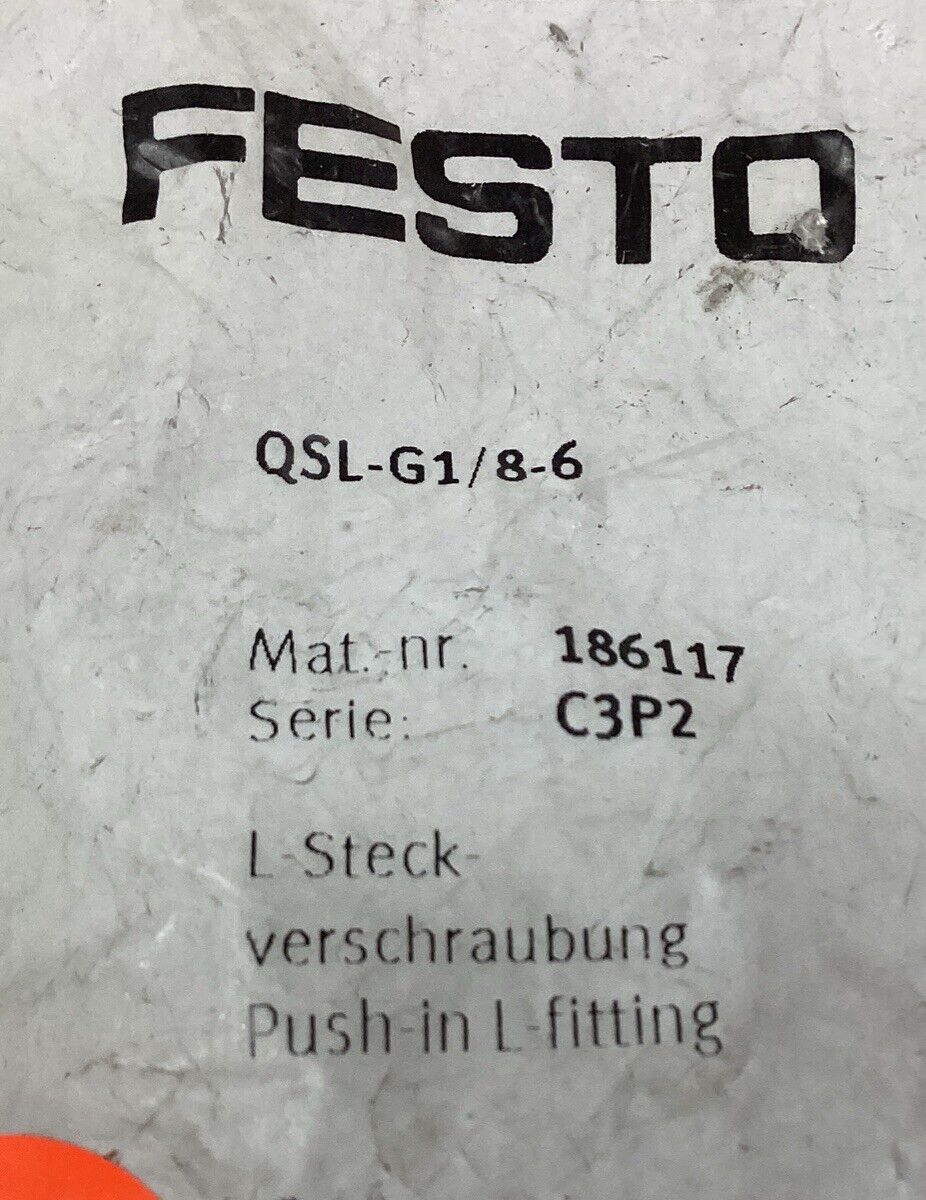 FESTO
QSL-G1/8-6
Mat.-nr. 186117
Serie: C3P2
L-Steck-
verschraubung
Push-in L-fitting